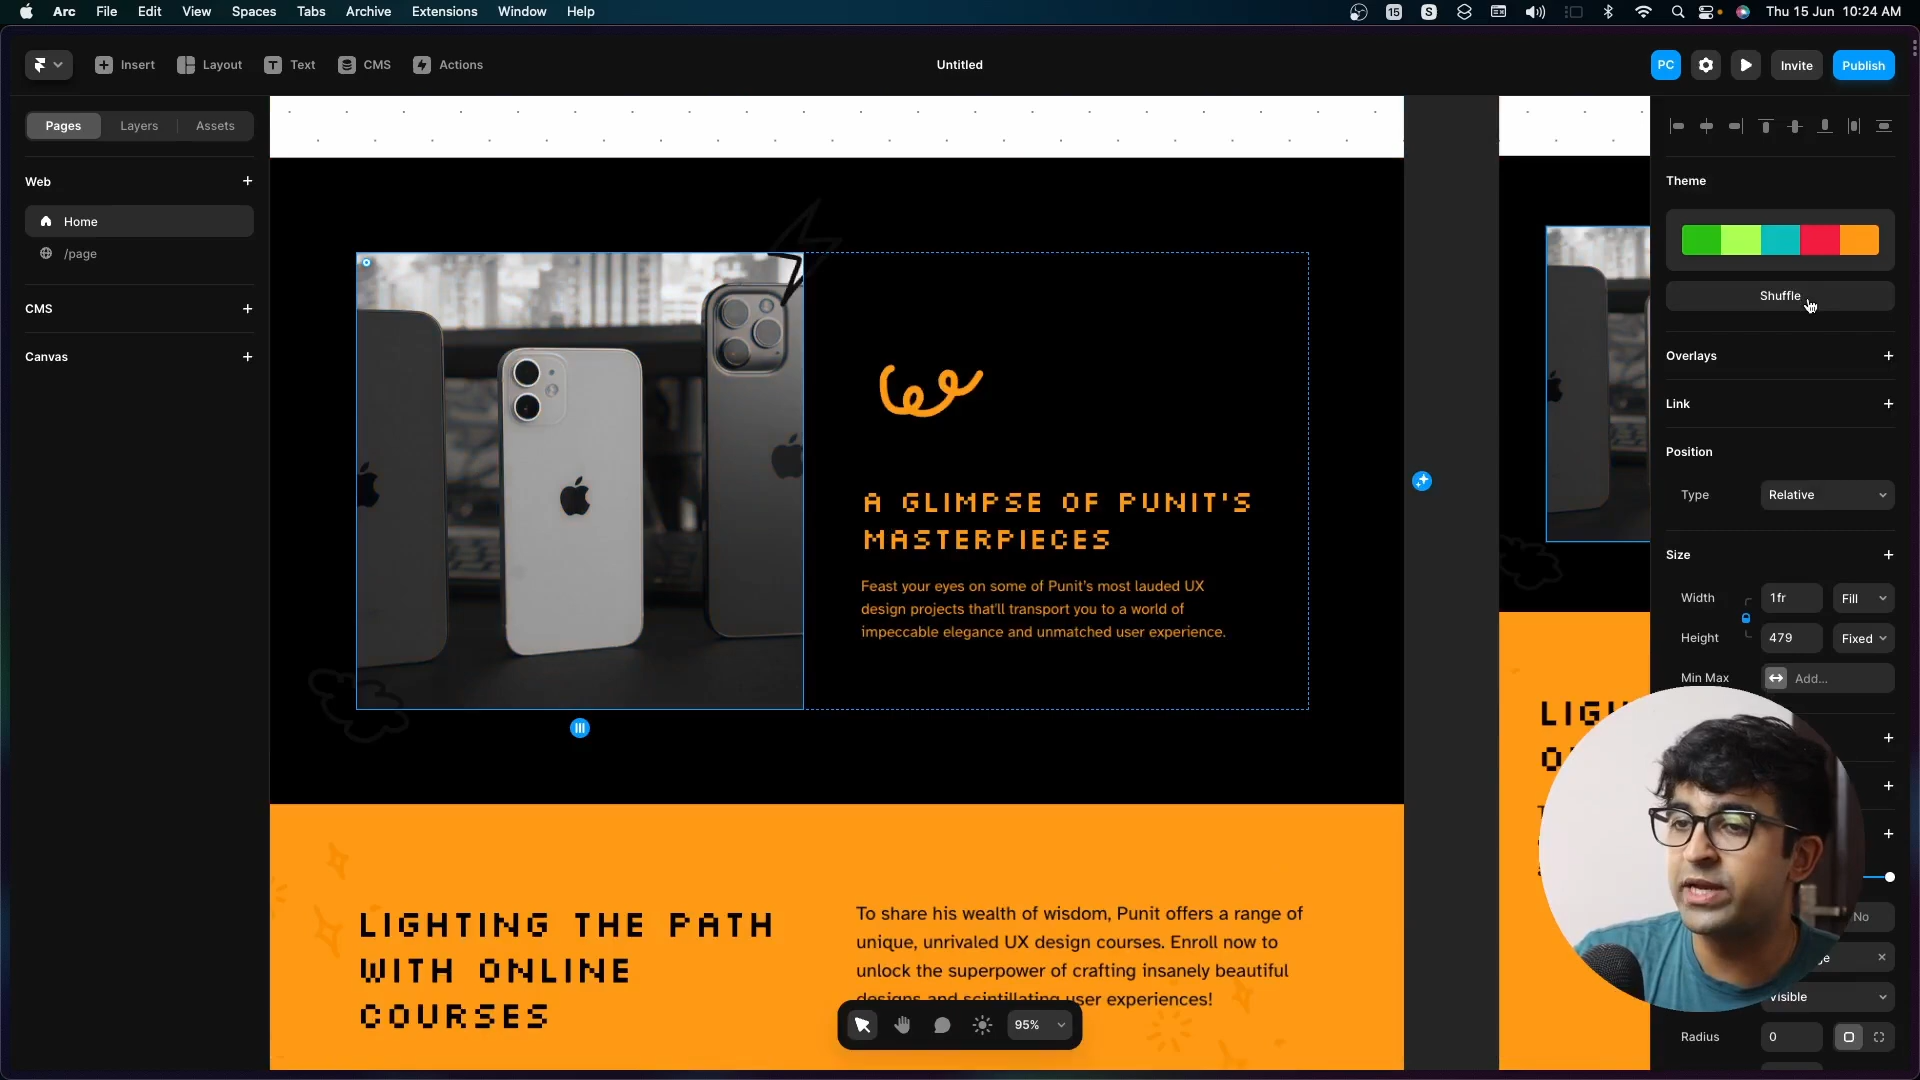 Arc File Edit View Spaces Tabs Archive Extensions Window Help
15 S Thu 15 Jun 10:24 AM
Insert Layout Text CMS Actions
Untitled
PC Invite Publish
Pages Layers Assets
Web
Home
/page
CMS
Canvas
A GLIMPSE OF PUNIT'S
MASTERPIECES
Feast your eyes on some of Punit's most lauded UX
design projects that'll transport you to a world of
impeccable elegance and unmatched user experience.
LIGHTING THE PATH
WITH ONLINE
COURSES
To share his wealth of wisdom, Punit offers a range of
unique, unrivaled UX design courses. Enroll now to
unlock the superpower of crafting insanely beautiful
designs and scintillating user experiences!
95%
Theme
Shuffle
Overlays
Link
Position
Type Relative
Size
Width 1fr Fill
Height 479 Fixed
Min Max Add...
No
Visible
Radius 0